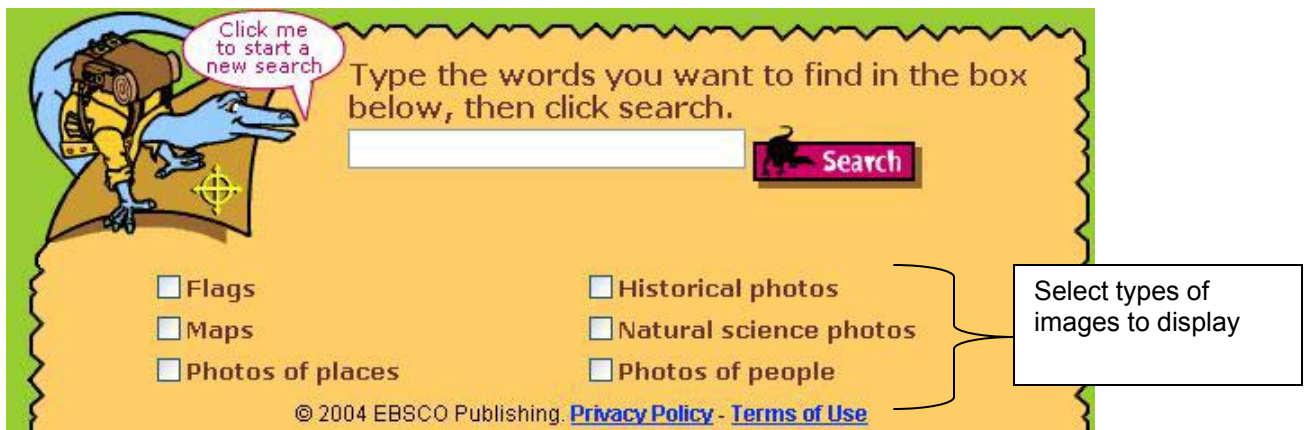 Click me
to start a
new search
Type the words you want to find in the box
below, then click search.
Search
Flags
Historical photos
Maps
Natural science photos
Photos of places
Photos of people
Select types of
images to display
© 2004 EBSCO Publishing. Privacy Policy - Terms of Use